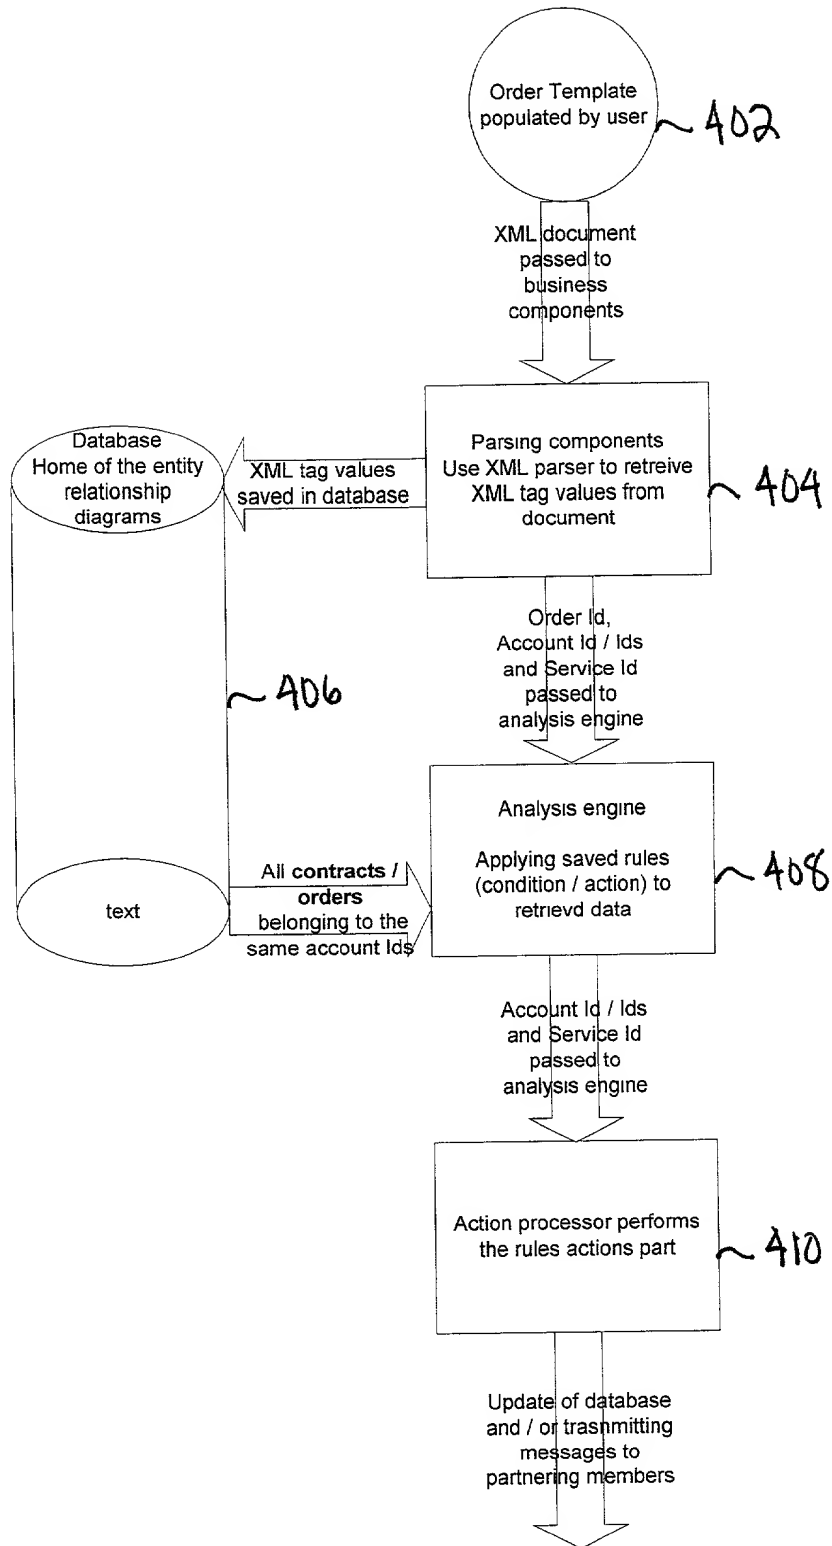 Order Template
populated by user
402
XML document
passed to
business
components
Parsing components
Use XML parser to retreive
XML tag values from
document
404
Database
Home of the entity
relationship
diagrams
XML tag values
saved in database
Order Id,
Account Id / Ids
and Service Id
passed to
analysis engine
406
Analysis engine
Applying saved rules
(condition / action) to
retrievd data
408
All contracts /
orders
belonging to the
same account Ids
text
Account Id / Ids
and Service Id
passed to
analysis engine
Action processor performs
the rules actions part
410
Update of database
and / or trasnmitting
messages to
partnering members